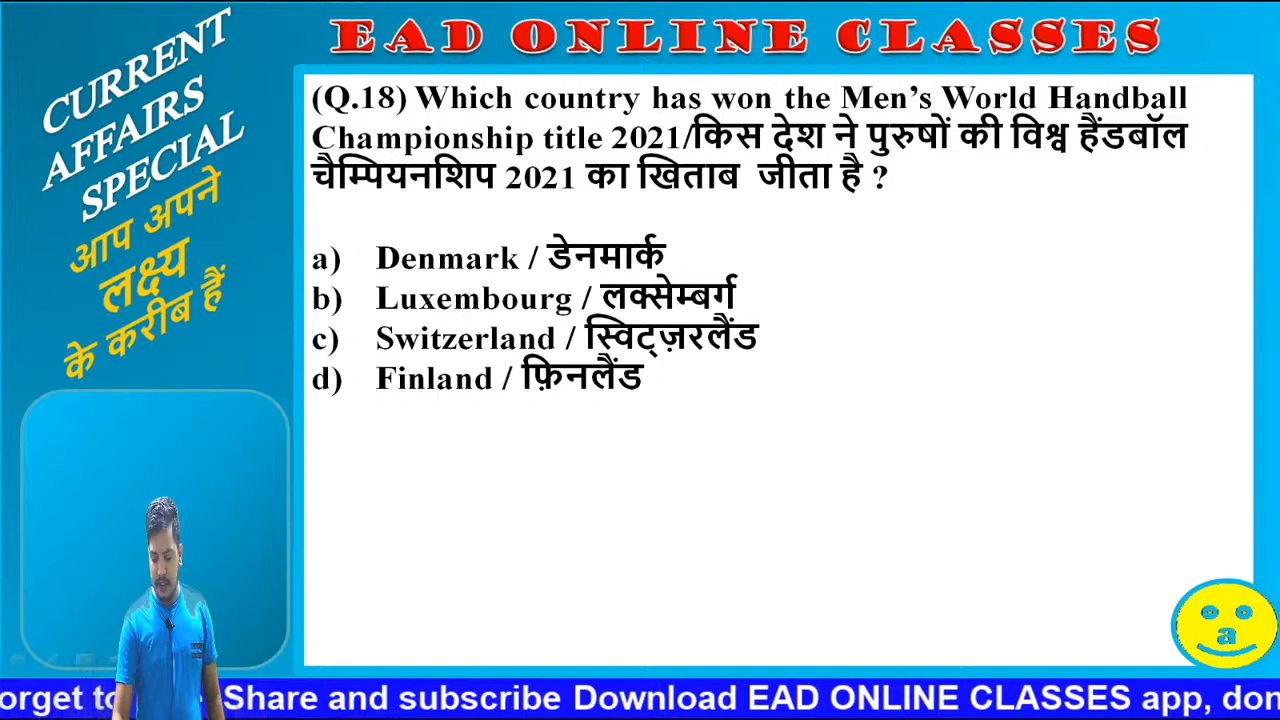 EAD ONLINE CLASSES
CURRENT
AFFAIRS
SPECIAL
आप अपने
लक्ष्य
के करीब हैं
(Q.18) Which country has won the Men’s World Handball
Championship title 2021/किस देश ने पुरुषों की विश्व हैंडबॉल
चैम्पियनशिप 2021 का खिताब जीता है ?
a) Denmark / डेनमार्क
b) Luxembourg / लक्सेम्बर्ग
c) Switzerland / स्विट्ज़रलैंड
d) Finland / फ़िनलैंड
a
Share and subscribe Download EAD ONLINE CLASSES app,